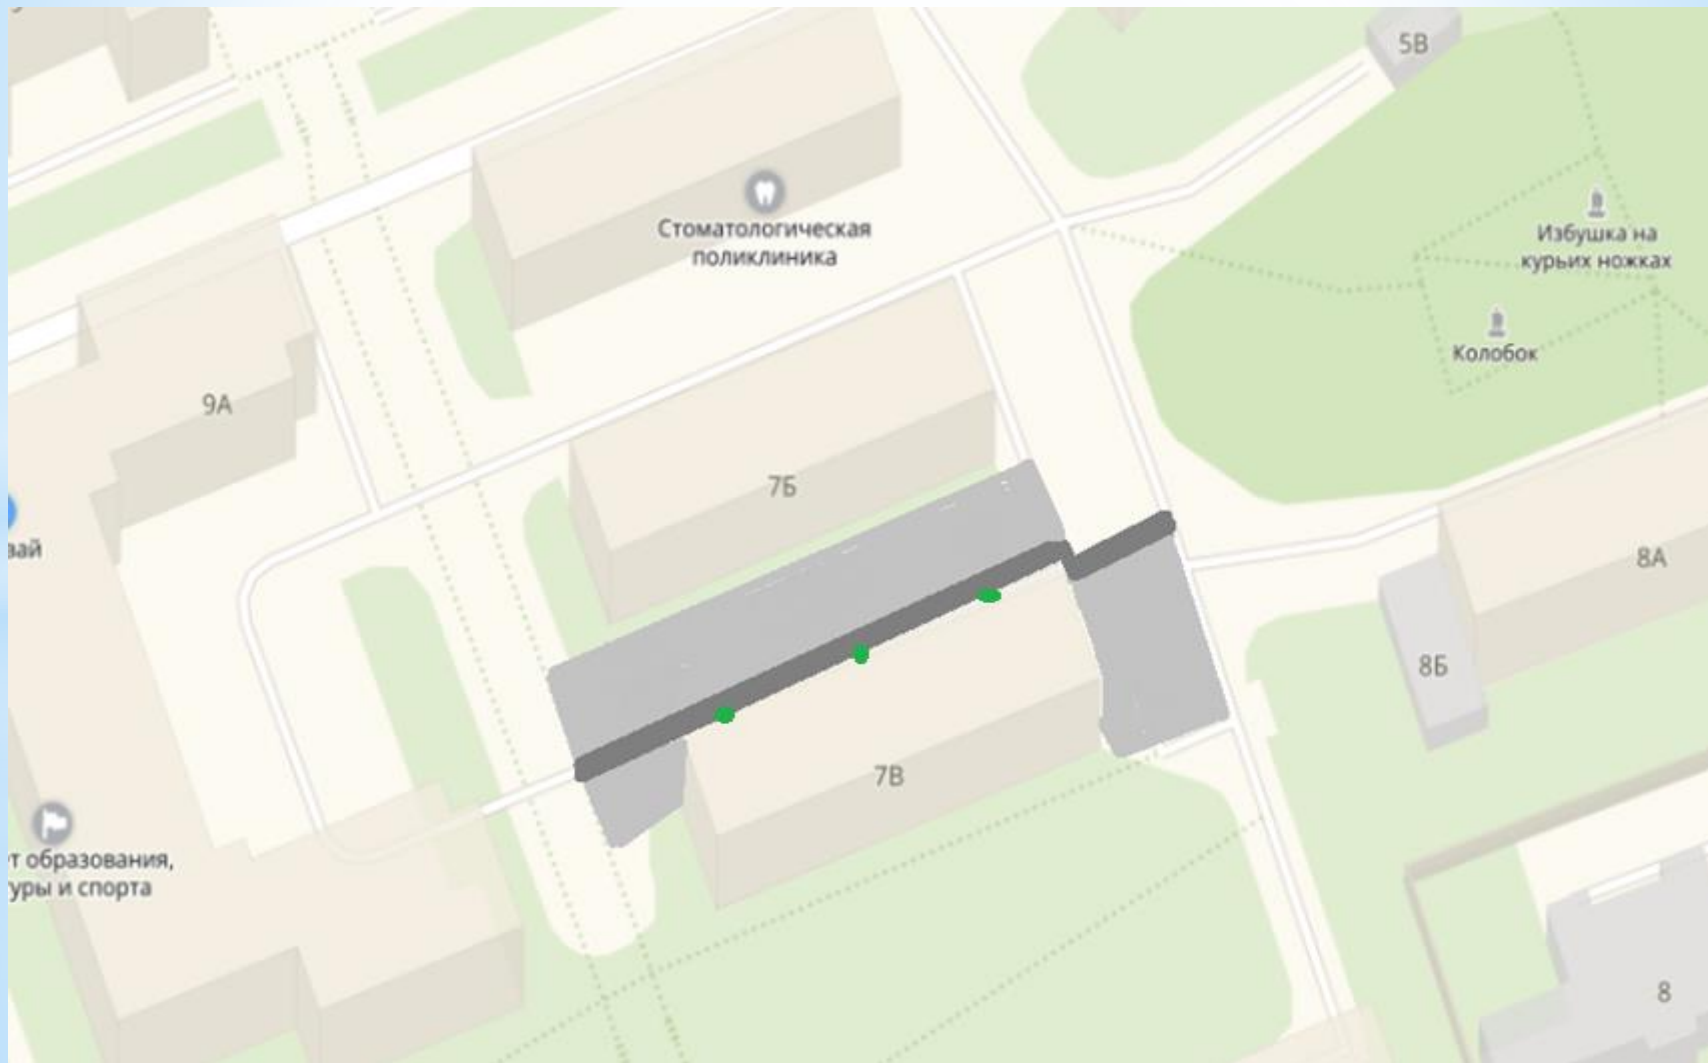 5В
Стоматологическая
поликлиника
Избушка на
курьих ножках
Колобок
9А
7Б
вай
8А
8Б
7В
т образования,
уры и спорта
8